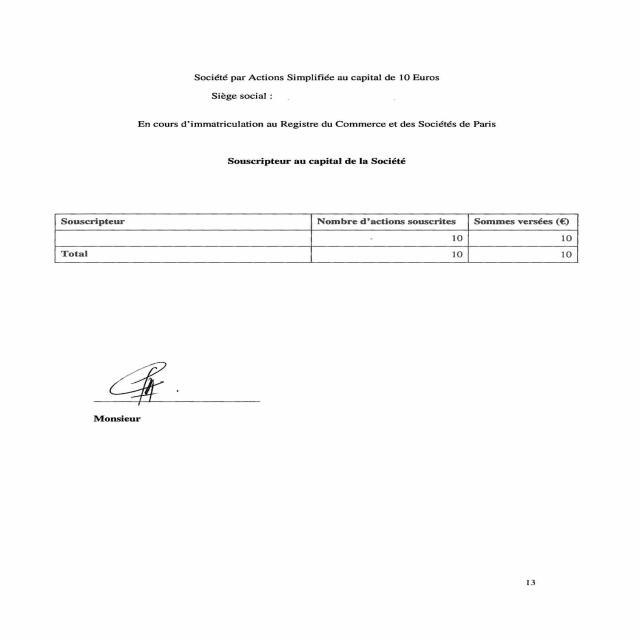 Société par Actions Simplifiée au capital de 10 Euros
Siège social :
En cours d'immatriculation au Registre du Commerce et des Sociétés de Paris
Souscripteur au capital de la Société
Souscripteur Nombre d'actions souscrites Sommes versées (€)
10 10
Total 10 10
Monsieur
13